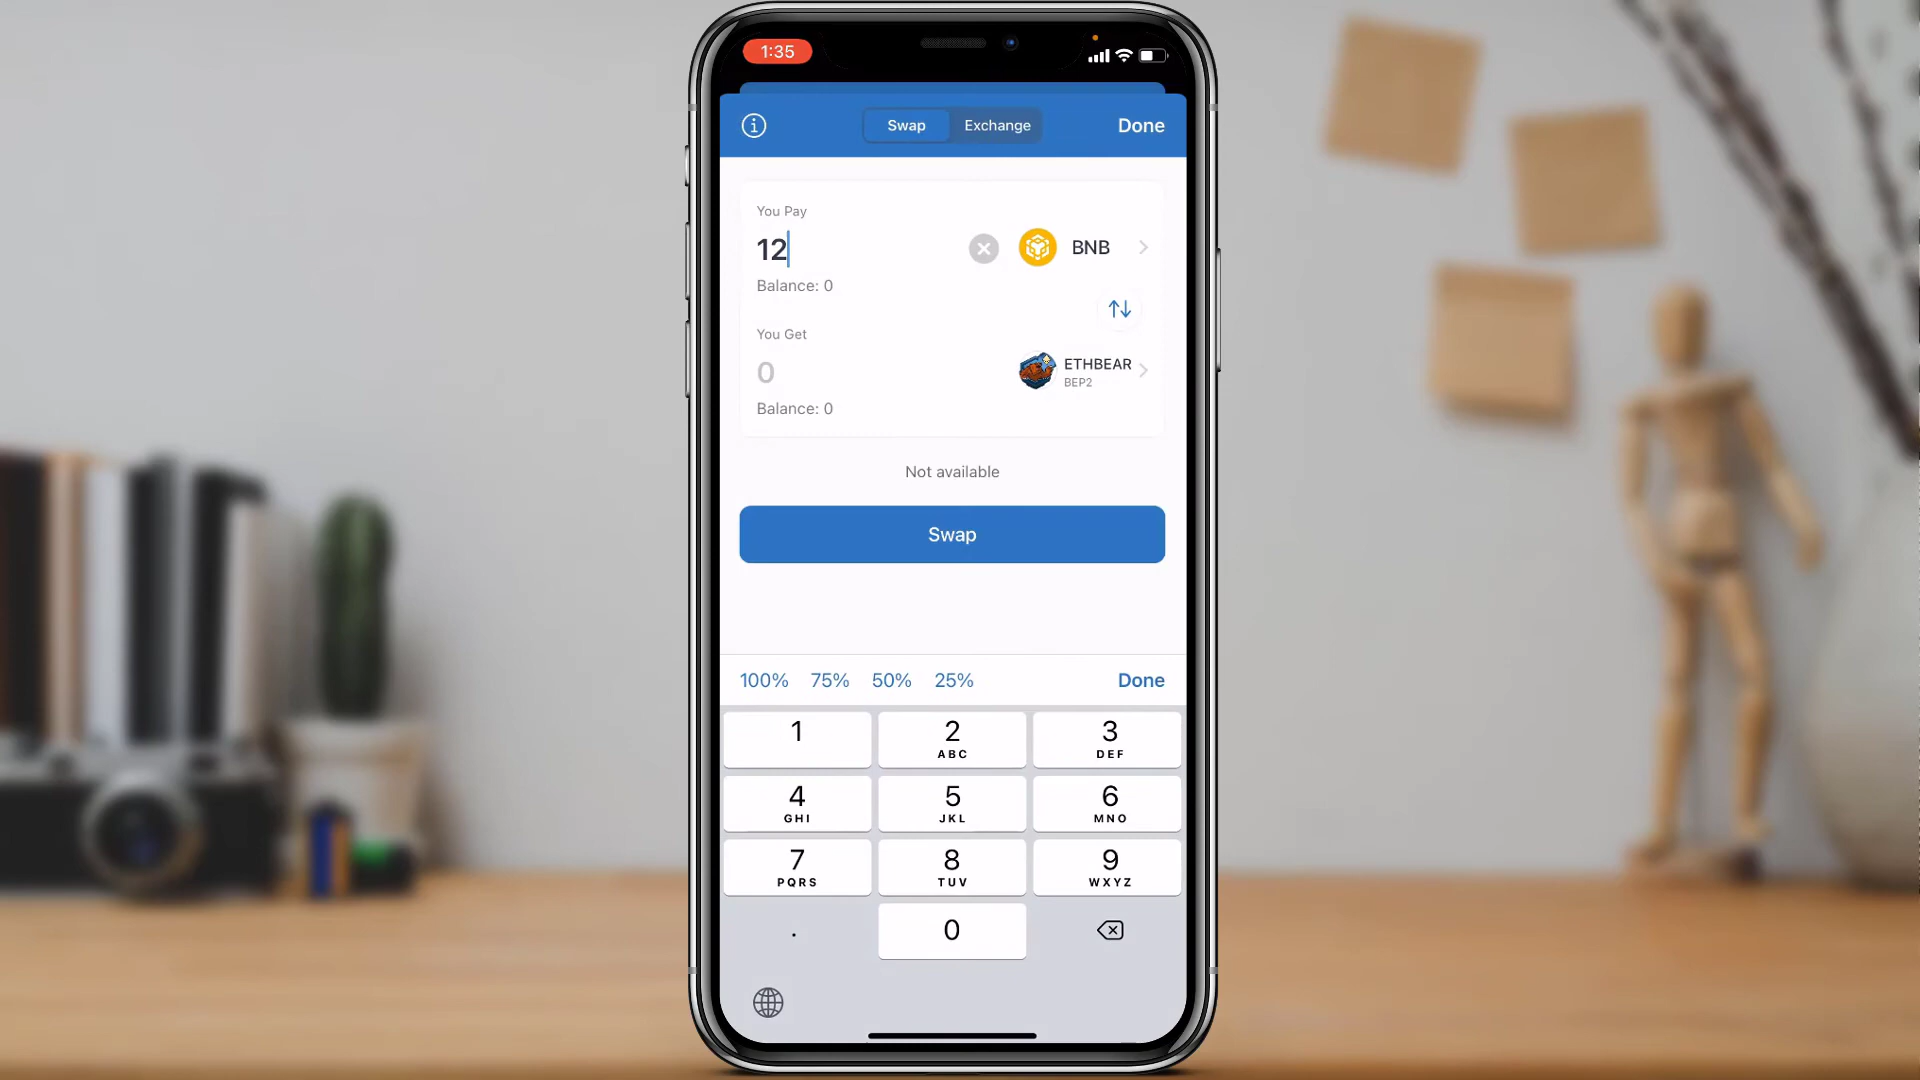 1:35
Swap Exchange Done
You Pay
12 BNB
Balance: 0
You Get
0 ETHBEAR
BEP2
Balance: 0
Not available
Swap
100% 75% 50% 25% Done
1 2 3
ABC DEF
4 5 6
GHI JKL MNO
7 8 9
PQRS TUV WXYZ
. 0